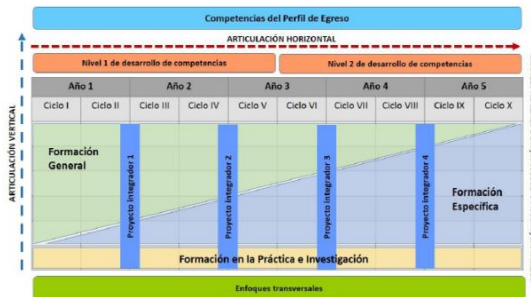 Competencias del Perfil de Egreso
ARTICULACIÓN HORIZONTAL
Nivel 1 de desarrollo de competencias
Nivel 2 de desarrollo de competencias
Año 1
Año 2
Año 3
Año 4
Año 5
Ciclo I
Ciclo II
Ciclo III
Ciclo IV
Ciclo V
Ciclo VI
Ciclo VII
Ciclo VIII
Ciclo IX
Ciclo X
ARTICULACIÓN VERTICAL
Formación
General
Proyecto Integrador 1
Proyecto Integrador 2
Proyecto Integrador 3
Proyecto Integrador 4
Formación
Específica
Formación en la Práctica e Investigación
Enfoques transversales